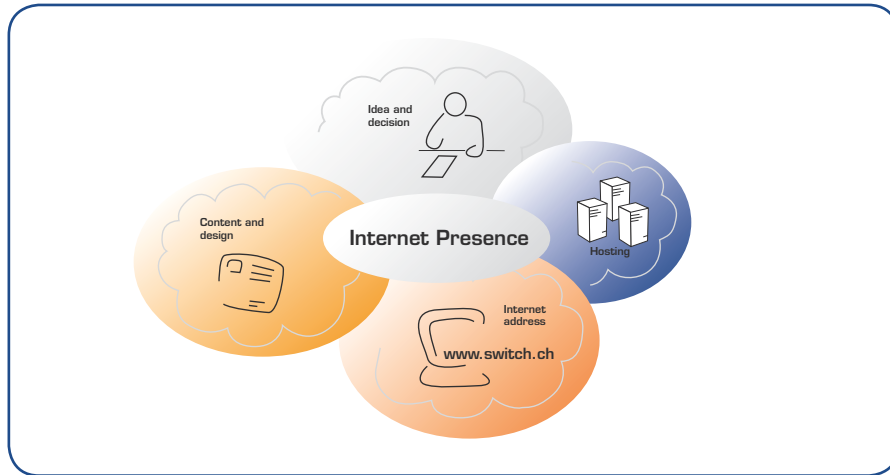 Idea and
decision
Content and
design
Internet Presence
Hosting
Internet
address
www.switch.ch